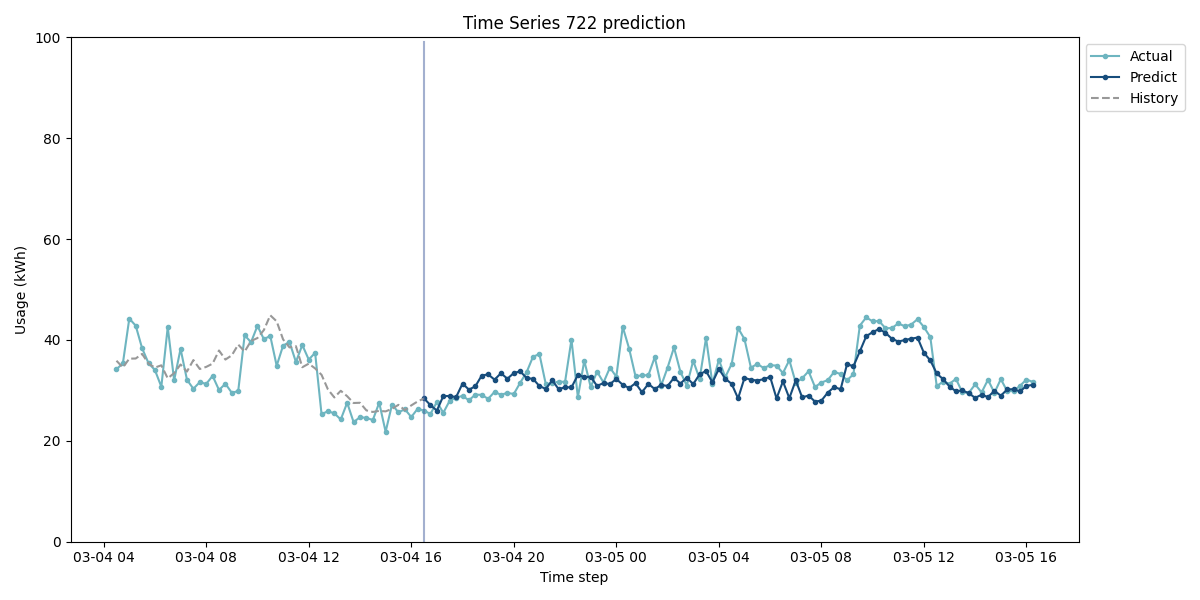 Time Series 722 prediction
100
80
60
40
20
0
Usage (kWh)
03-04 04
03-04 08
03-04 12
03-04 16
03-04 20
03-05 00
03-05 04
03-05 08
03-05 12
03-05 16
Time step
Actual
Predict
History